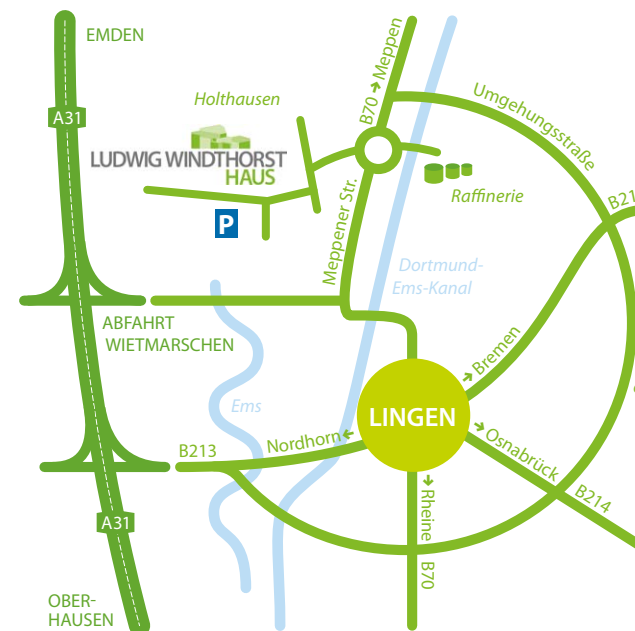 EMDEN
A31
Holthausen
LUDWIG WINDTHORST
HAUS
P
B70 → Meppen
Umgehungsstraße
Raffinerie
B21
Meppener Str.
Dortmund-
Ems-Kanal
ABFAHRT
WIETMARSCHEN
→ Bremen
Ems
LINGEN
B213
Nordhorn ←
→ Osnabrück
B214
→ Rheine
B70
A31
OBER-
HAUSEN